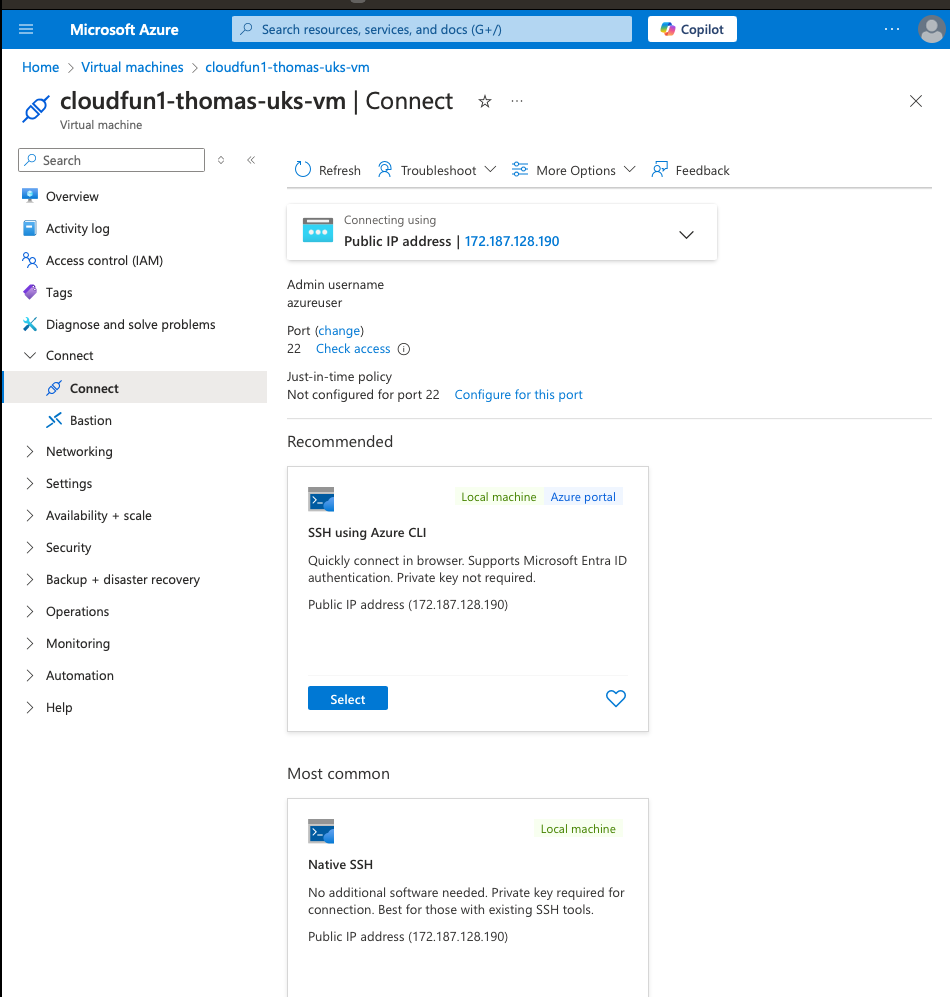 Microsoft Azure
Search resources, services, and docs (G+/)
Copilot
...
Home > Virtual machines > cloudfun1-thomas-uks-vm
cloudfun1-thomas-uks-vm | Connect
Virtual machine
Search
Overview
Activity log
Access control (IAM)
Tags
Diagnose and solve problems
Connect
Connect
Bastion
Networking
Settings
Availability + scale
Security
Backup + disaster recovery
Operations
Monitoring
Automation
Help
Refresh
Troubleshoot
More Options
Feedback
Connecting using
Public IP address | 172.187.128.190
Admin username
azureuser
Port (change)
22 Check access
Just-in-time policy
Not configured for port 22 Configure for this port
Recommended
Local machine Azure portal
SSH using Azure CLI
Quickly connect in browser. Supports Microsoft Entra ID
authentication. Private key not required.
Public IP address (172.187.128.190)
Select
Most common
Local machine
Native SSH
No additional software needed. Private key required for
connection. Best for those with existing SSH tools.
Public IP address (172.187.128.190)